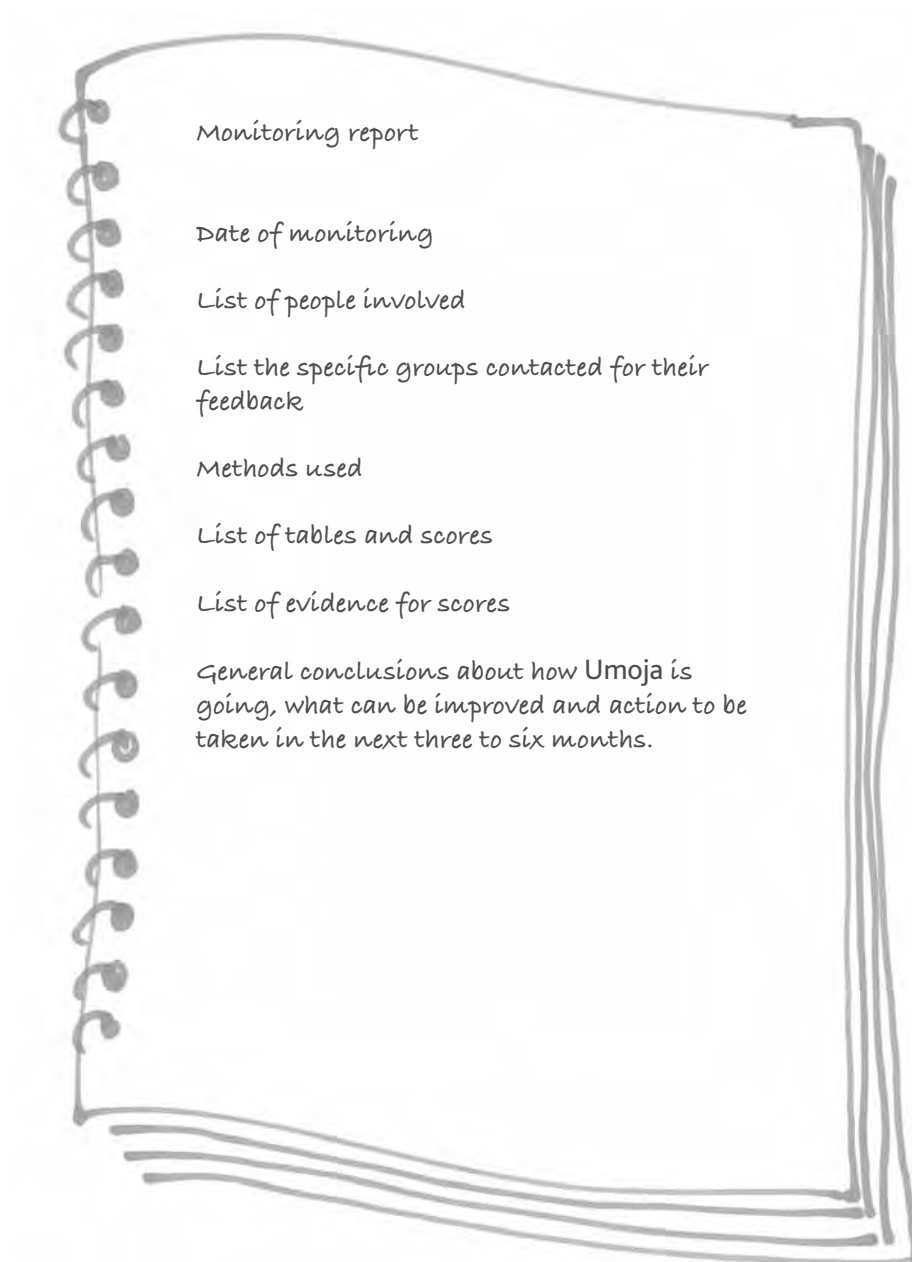 Monitoring report
Date of monitoring
List of people involved
List the specific groups contacted for their
feedback
Methods used
List of tables and scores
List of evidence for scores
General conclusions about how Umoja is
going, what can be improved and action to be
taken in the next three to six months.